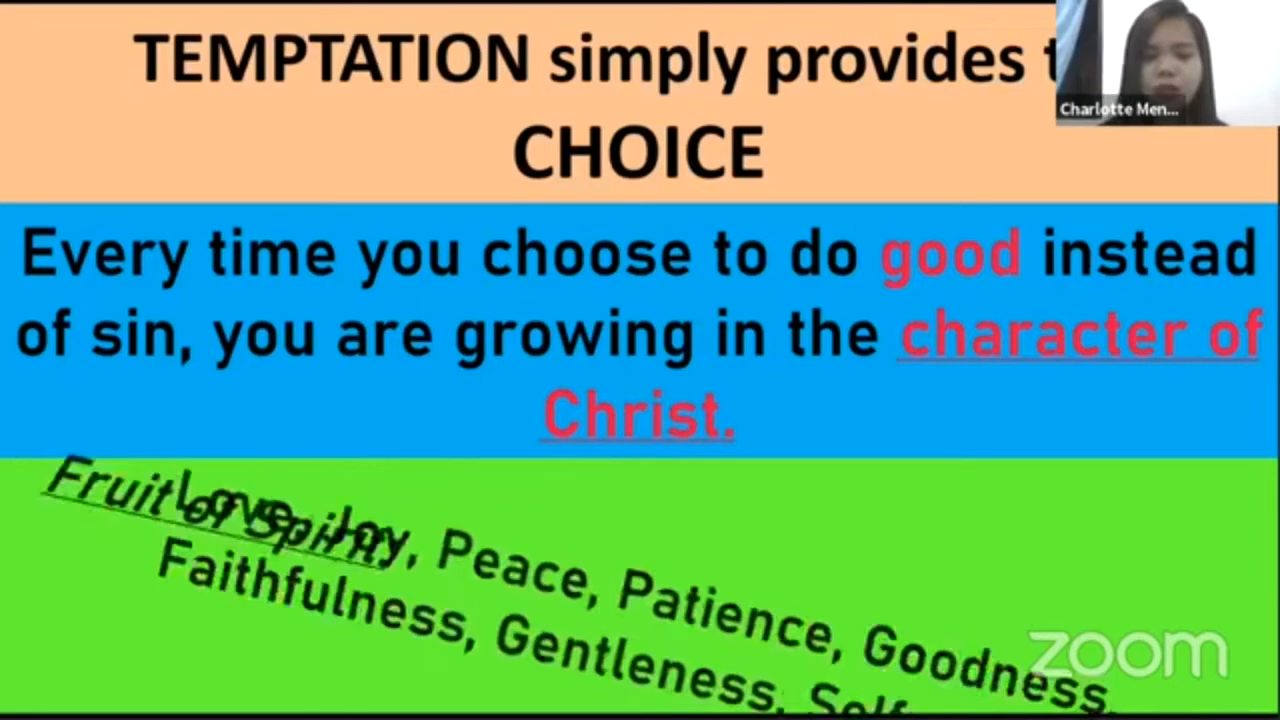 TEMPTATION simply provides t
CHOICE
Charlotte Men...
Every time you choose to do good instead
of sin, you are growing in the character of
Christ.
Fruit of Spirit
Love, Joy, Peace, Patience, Goodness,
Faithfulness, Gentleness, Self
zoom